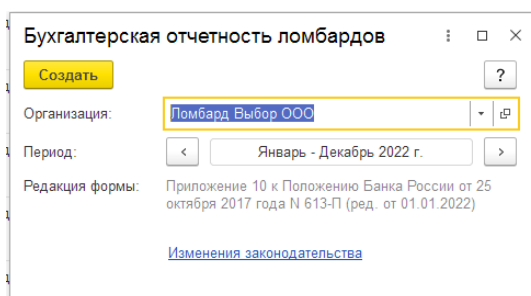 Бухгалтерская отчетность ломбардов
Создать
?
Организация: Ломбард Выбор ООО
Период: < Январь - Декабрь 2022 г. >
Редакция формы: Приложение 10 к Положению Банка России от 25
октября 2017 года N 613-П (ред. от 01.01.2022)
Изменения законодательства